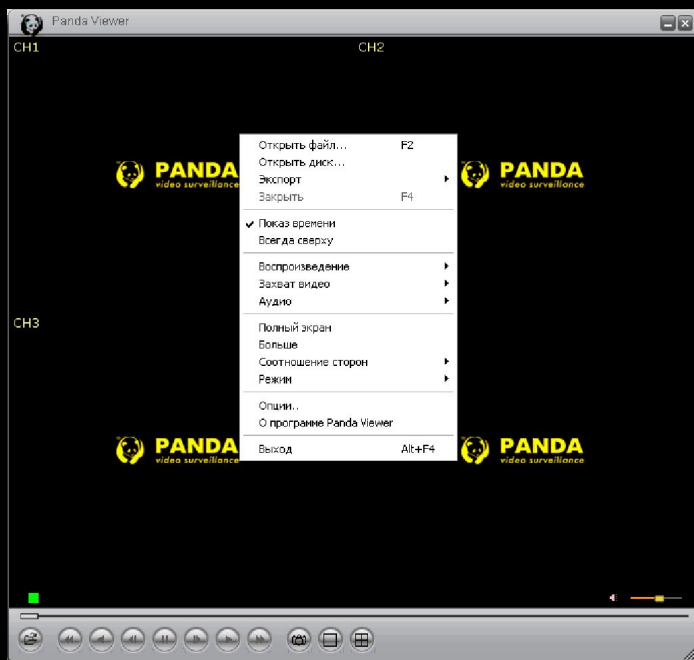 Panda Viewer
CH1
CH2
PANDA
video surveillance
PANDA
video surveillance
Открыть файл... F2
Открыть диск...
Экспорт
Закрыть F4
Показ времени
Всегда сверху
Воспроизведение
Захват видео
Аудио
Полный экран
Больше
Соотношение сторон
Режим
Опции..
О программе Panda Viewer
Выход Alt+F4
CH3
PANDA
video surveillance
PANDA
video surveillance